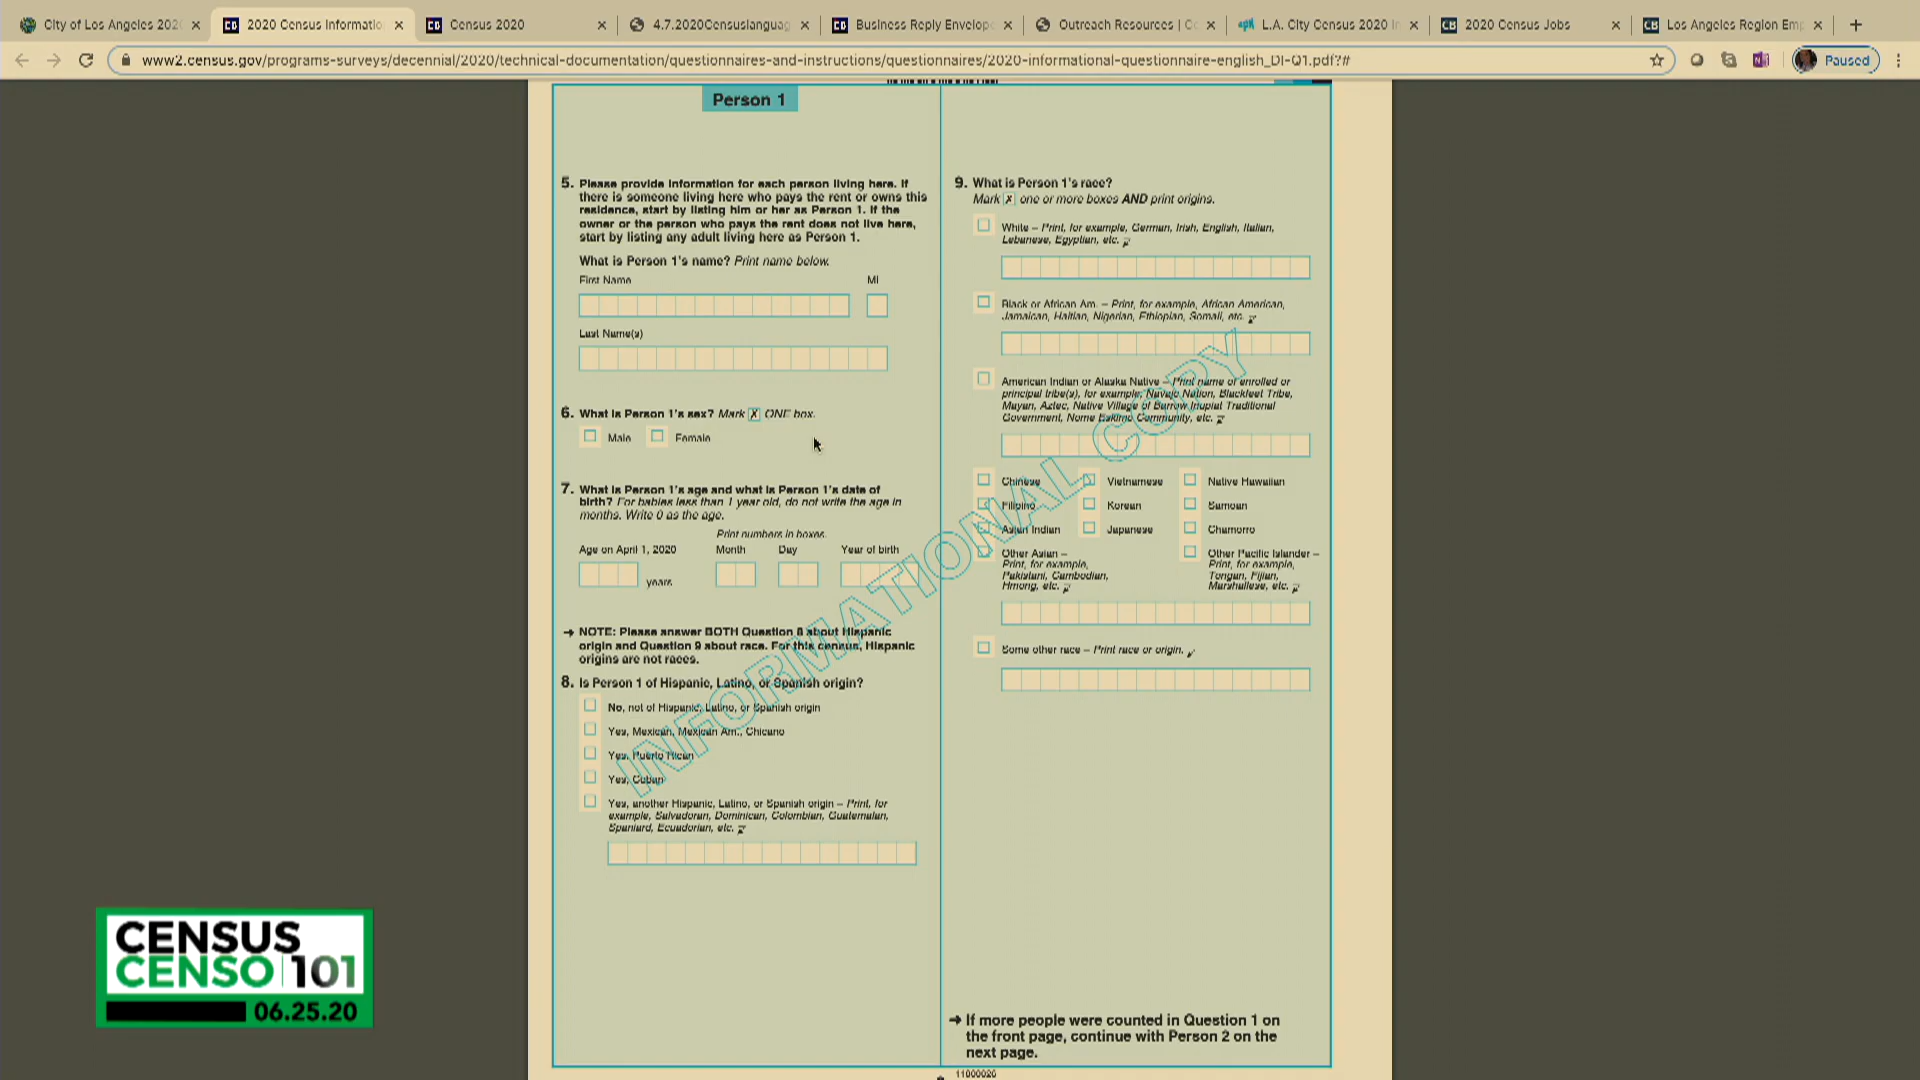 City of Los Angeles 202
2020 Census Informatio
Census 2020
4.7.2020Censuslanguag
Business Reply Envelope
Outreach Resources | Co
L.A. City Census 2020 I
2020 Census Jobs
Los Angeles Region Emp
www2.census.gov/programs-surveys/decennial/2020/technical-documentation/questionnaires-and-instructions/questionnaires/2020-informational-questionnaire-english_DI-Q1.pdf?#
Paused
Person 1
5. Please provide information for each person living here. If
there is someone living here who pays the rent or owns this
residence, start by listing him or her as Person 1. If the
owner or the person who pays the rent does not live here,
start by listing any adult living here as Person 1.
What is Person 1's name? Print name below.
First Name MI
Last Name(s)
6. What is Person 1's sex? Mark X ONE box.
Male Female
7. What is Person 1's age and what is Person 1's date of
birth? For babies less than 1 year old, do not write the age in
months. Write 0 as the age.
Print numbers in boxes.
Age on April 1, 2020 Month Day Year of birth
years
→ NOTE: Please answer BOTH Question 8 about Hispanic
origin and Question 9 about race. For this census, Hispanic
origins are not races.
8. Is Person 1 of Hispanic, Latino, or Spanish origin?
No, not of Hispanic, Latino, or Spanish origin
Yes, Mexican, Mexican Am., Chicano
Yes, Puerto Rican
Yes, Cuban
Yes, another Hispanic, Latino, or Spanish origin – Print, for
example, Salvadoran, Dominican, Colombian, Guatemalan,
Spaniard, Ecuadorian, etc.
9. What is Person 1's race?
Mark X one or more boxes AND print origins.
White – Print, for example, German, Irish, English, Italian,
Lebanese, Egyptian, etc.
Black or African Am. – Print, for example, African American,
Jamaican, Haitian, Nigerian, Ethiopian, Somali, etc.
American Indian or Alaska Native – Print name of enrolled or
principal tribe(s), for example, Navajo Nation, Blackfeet Tribe,
Mayan, Aztec, Native Village of Barrow Inupiat Traditional
Government, Nome Eskimo Community, etc.
Chinese Vietnamese Native Hawaiian
Filipino Korean Samoan
Asian Indian Japanese Chamorro
Other Asian –
Print, for example,
Pakistani, Cambodian,
Hmong, etc.
Other Pacific Islander –
Print, for example,
Tongan, Fijian,
Marshallese, etc.
Some other race – Print race or origin.
→ If more people were counted in Question 1 on
the front page, continue with Person 2 on the
next page.
11000026
INFORMATIONAL COPY
CENSUS
CENSO 101
06.25.20